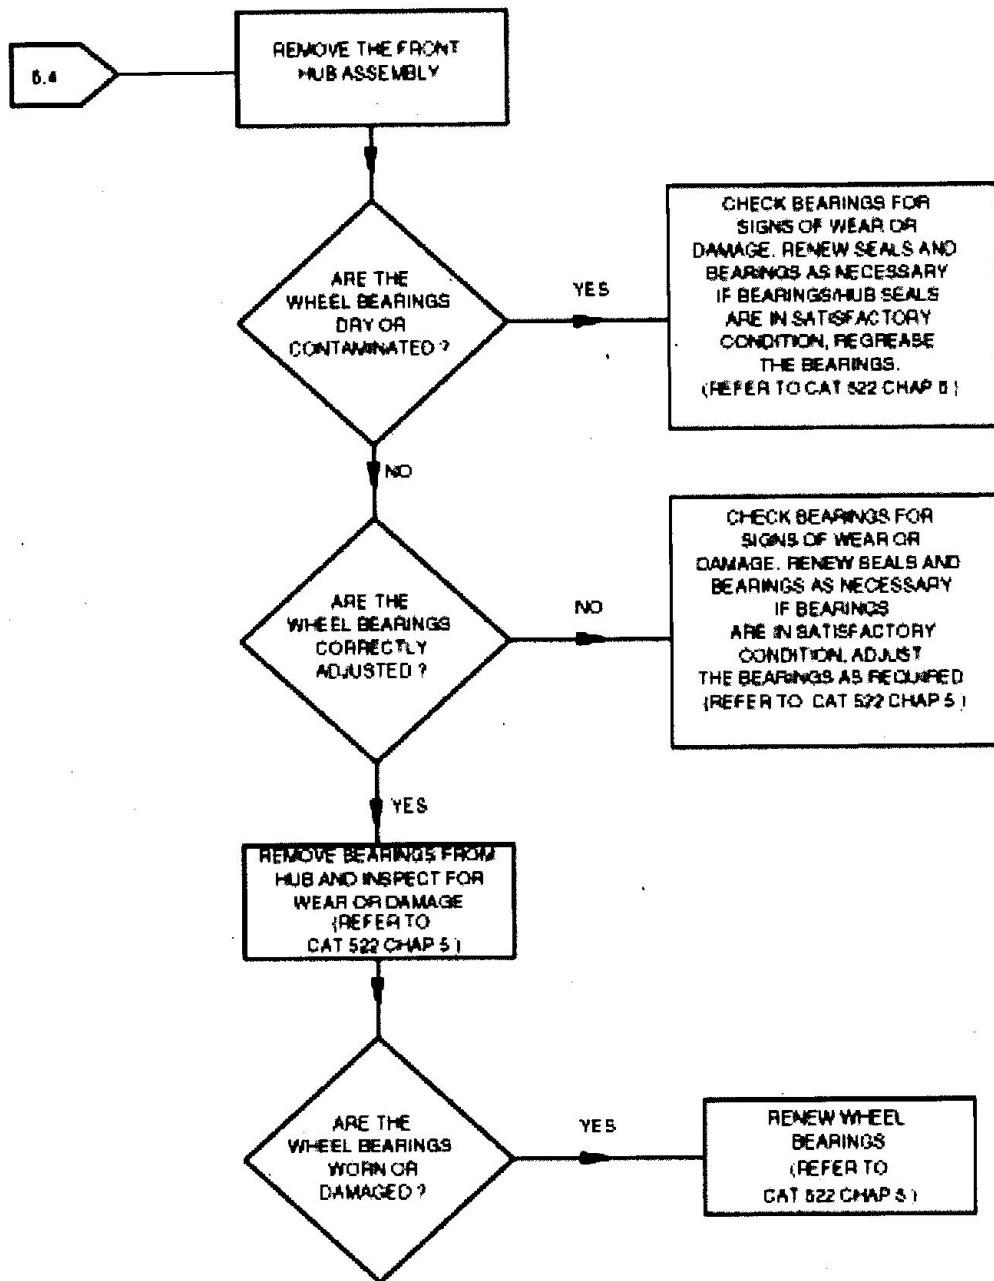 5.4
REMOVE THE FRONT
HUB ASSEMBLY
ARE THE
WHEEL BEARINGS
DRY OR
CONTAMINATED ?
YES
CHECK BEARINGS FOR
SIGNS OF WEAR OR
DAMAGE. RENEW SEALS AND
BEARINGS AS NECESSARY
IF BEARINGS/HUB SEALS
ARE IN SATISFACTORY
CONDITION, REGREASE
THE BEARINGS.
(REFER TO CAT 522 CHAP 5 )
NO
ARE THE
WHEEL BEARINGS
CORRECTLY
ADJUSTED ?
NO
CHECK BEARINGS FOR
SIGNS OF WEAR OR
DAMAGE. RENEW SEALS AND
BEARINGS AS NECESSARY
IF BEARINGS
ARE IN SATISFACTORY
CONDITION, ADJUST
THE BEARINGS AS REQUIRED
(REFER TO CAT 522 CHAP 5 )
YES
REMOVE BEARINGS FROM
HUB AND INSPECT FOR
WEAR OR DAMAGE
(REFER TO
CAT 522 CHAP 5 )
ARE THE
WHEEL BEARINGS
WORN OR
DAMAGED ?
YES
RENEW WHEEL
BEARINGS
(REFER TO
CAT 522 CHAP 5 )